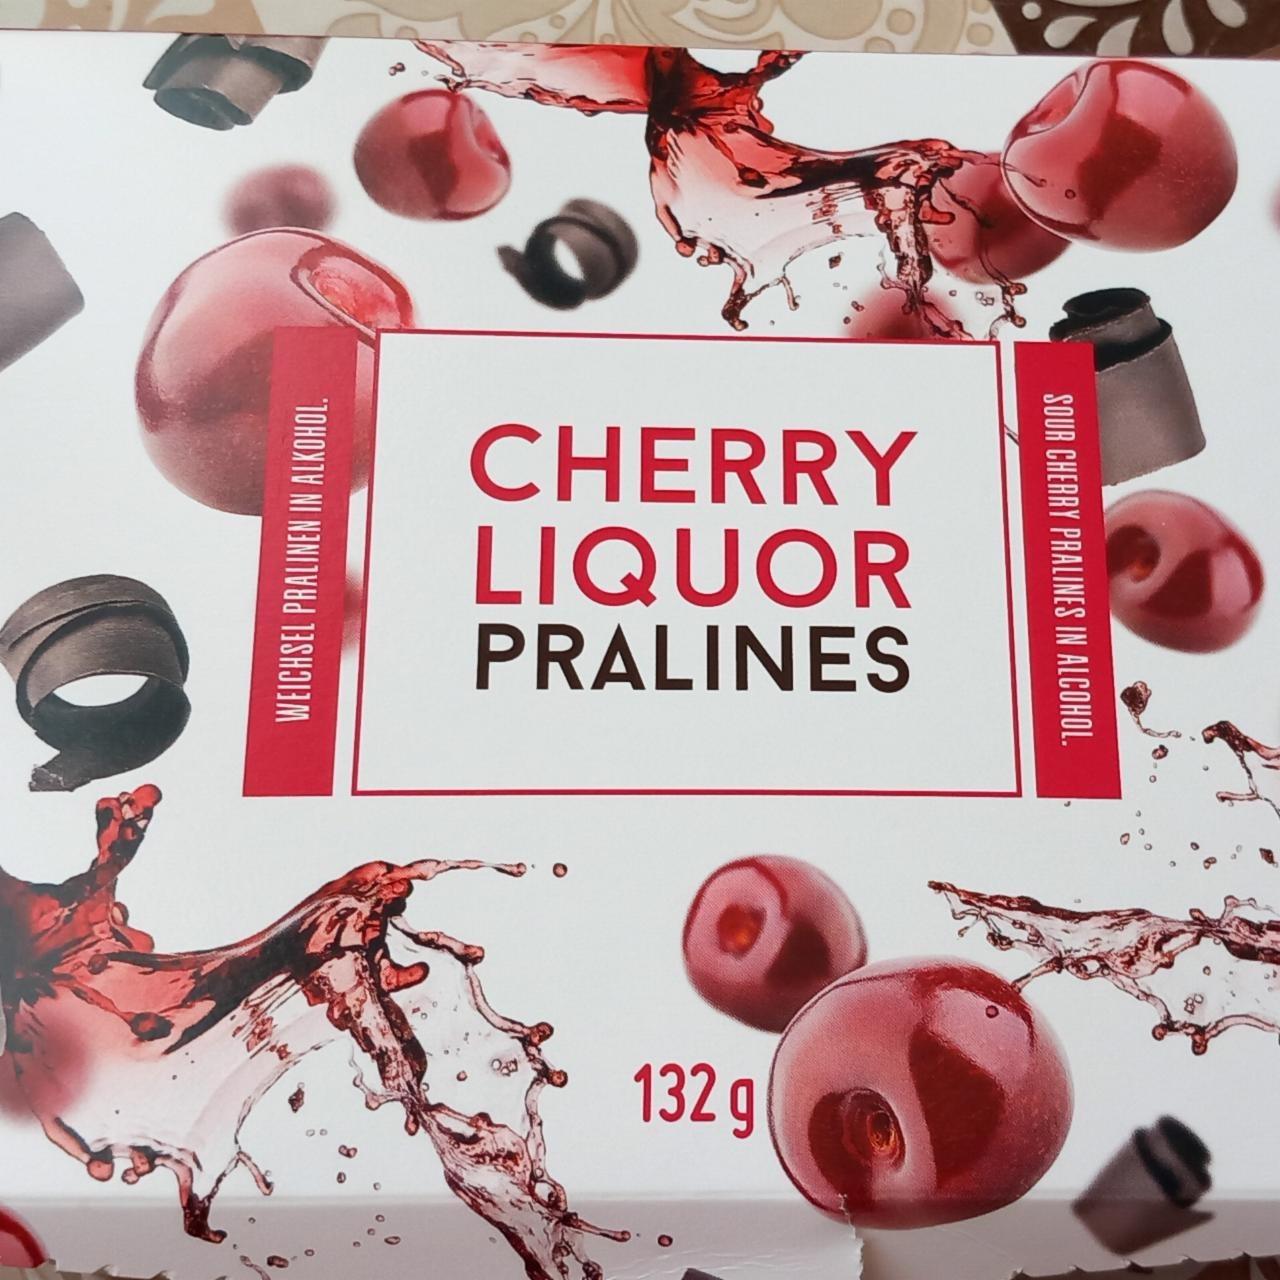 CHERRY
LIQUOR
PRALINES
WEICHSEL PRALINEN IN ALKOHOL.
SOUR CHERRY PRALINES IN ALCOHOL.
132 g